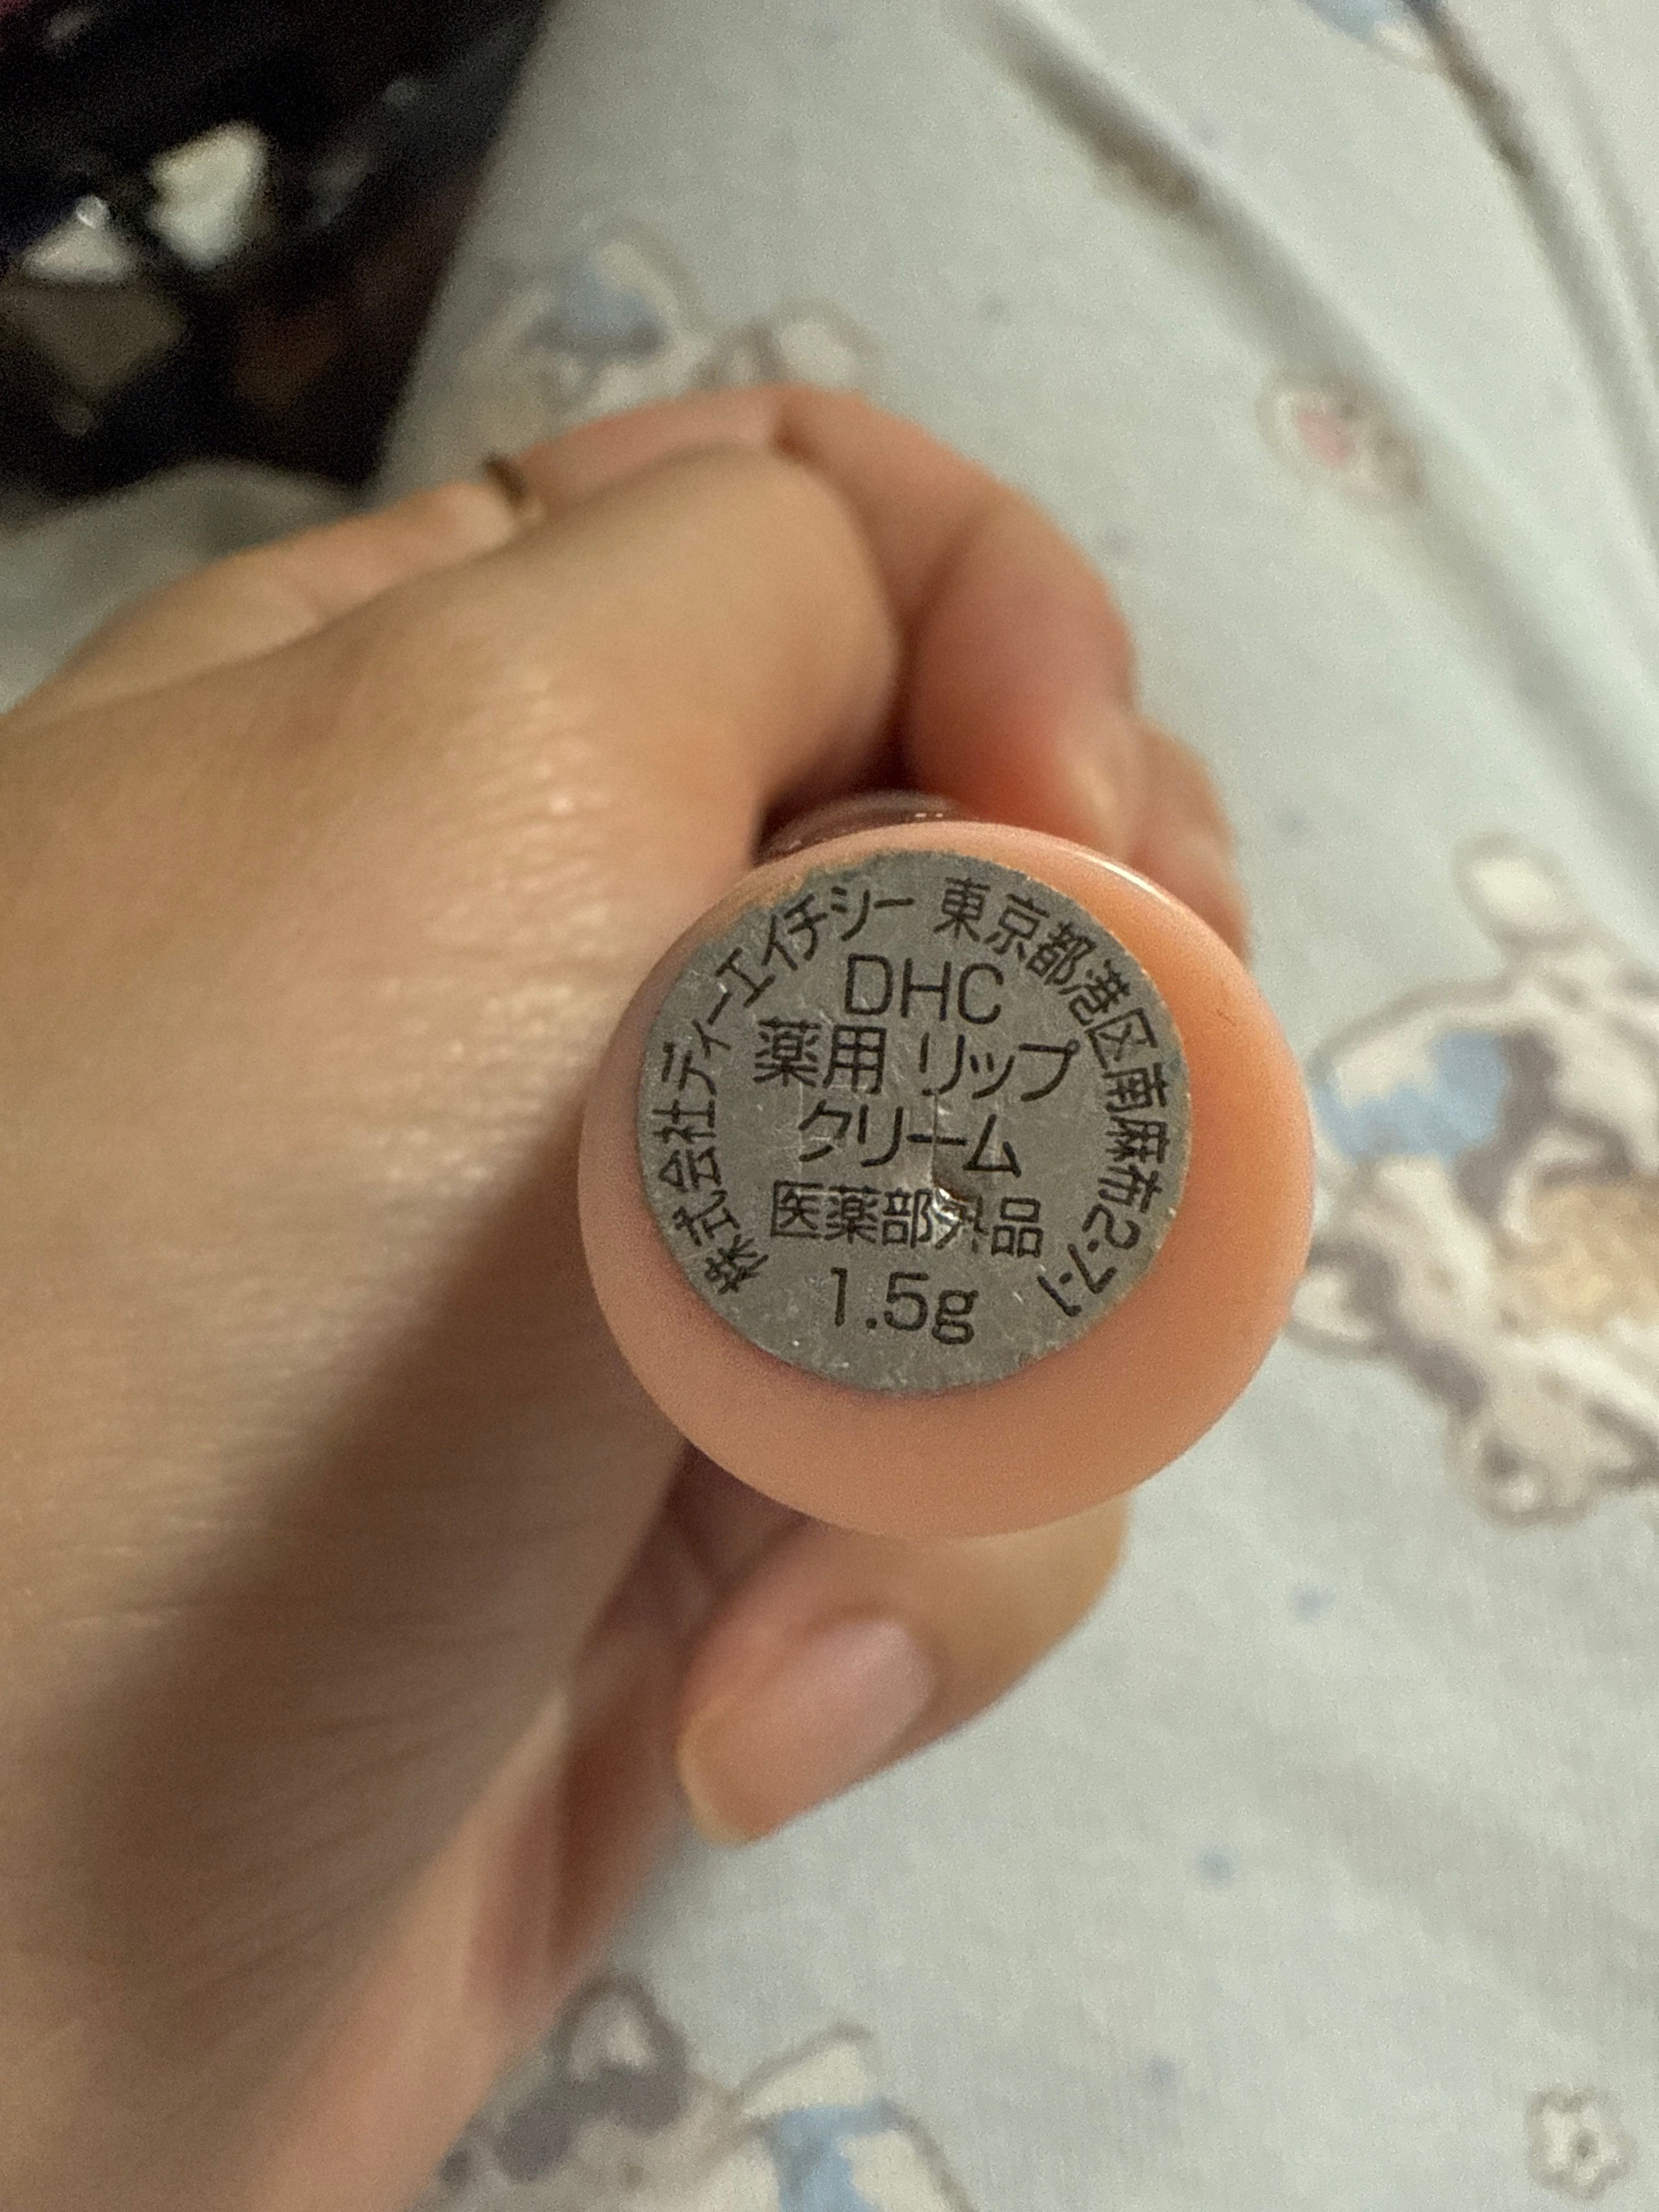 株式会社ディーエイチシー 東京都港区南麻布2-7-1
DHC
薬用 リップ
クリーム
医薬部外品
1.5g